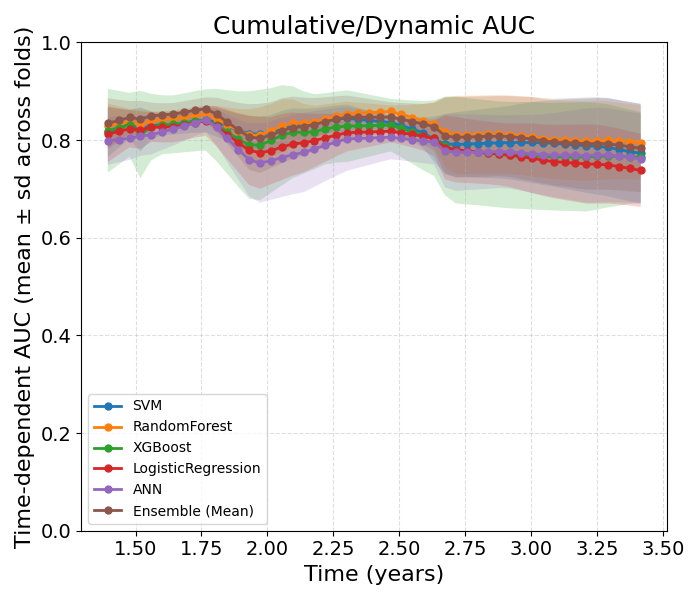 Cumulative/Dynamic AUC
Time-dependent AUC (mean ± sd across folds)
1.0
0.8
0.6
0.4
0.2
0.0
SVM
RandomForest
XGBoost
LogisticRegression
ANN
Ensemble (Mean)
1.50 1.75 2.00 2.25 2.50 2.75 3.00 3.25 3.50
Time (years)